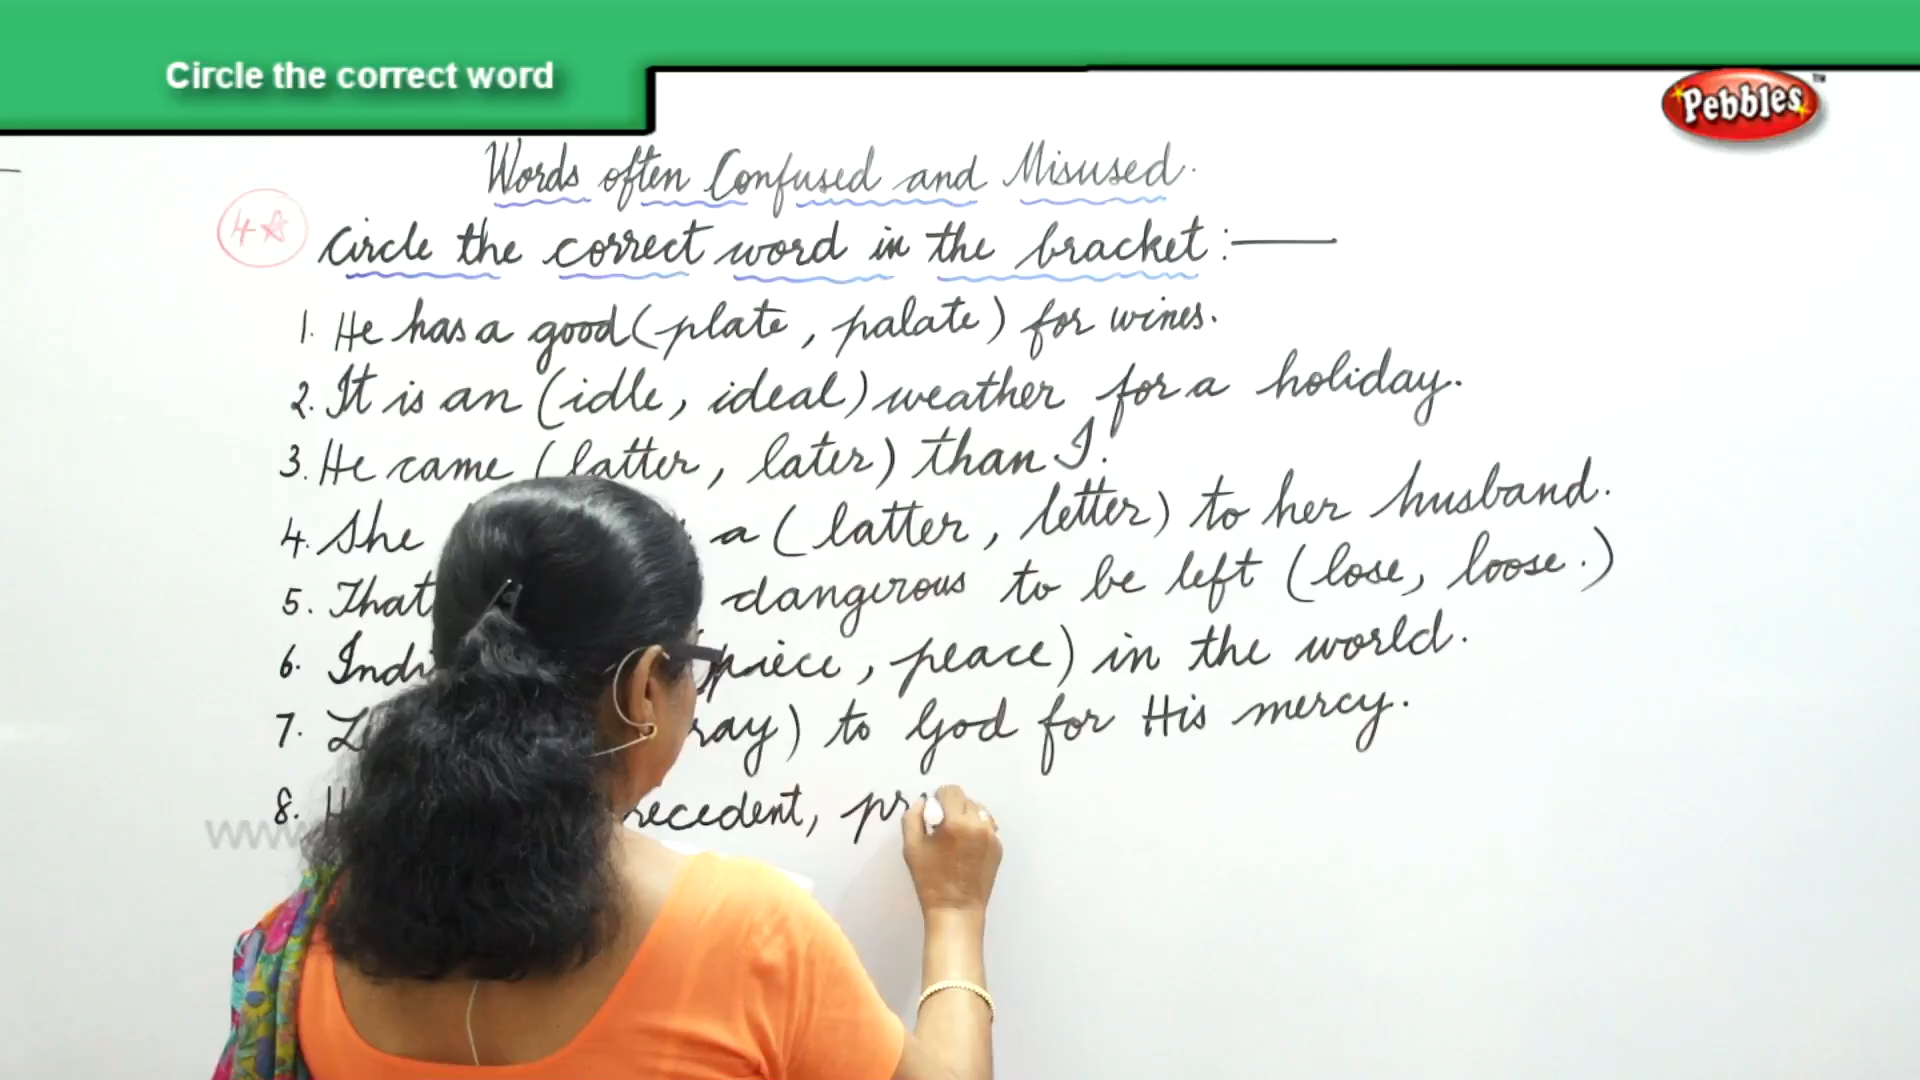 Circle the correct word
Pebbles™
Words often Confused and Misused.
4☆ Circle the correct word in the bracket:—
1. He has a good (plate, palate) for wines.
2. It is an (idle, ideal) weather for a holiday.
3. He came (latter, later) than I.
4. She a (latter, letter) to her husband.
5. That dangerous to be left (lose, loose.)
6. piece, peace) in the world.
7. to God for His mercy.
8.
www